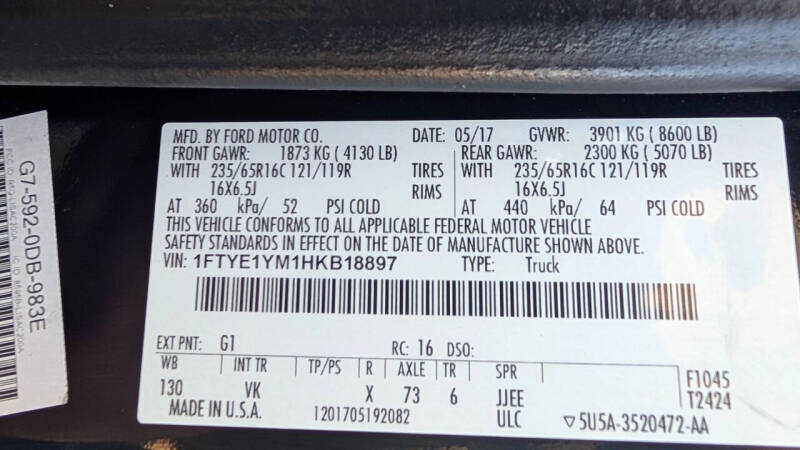 MFD. BY FORD MOTOR CO. DATE: 05/17 GVWR: 3901 KG ( 8600 LB)
FRONT GAWR: 1873 KG ( 4130 LB) REAR GAWR: 2300 KG ( 5070 LB)
WITH 235/65R16C 121/119R TIRES WITH 235/65R16C 121/119R TIRES
16X6.5J RIMS 16X6.5J RIMS
AT 360 kPa/ 52 PSI COLD AT 440 kPa/ 64 PSI COLD
THIS VEHICLE CONFORMS TO ALL APPLICABLE FEDERAL MOTOR VEHICLE
SAFETY STANDARDS IN EFFECT ON THE DATE OF MANUFACTURE SHOWN ABOVE.
VIN: 1FTYE1YM1HKB18897 TYPE: Truck
EXT PNT: G1 RC: 16 DSO:
WB INT TR TP/PS R AXLE TR SPR F1045
130 VK X 73 6 JJEE T2424
MADE IN U.S.A. 1201705192082 ULC ▽5U5A-3520472-AA
G7-592-0DB-983E